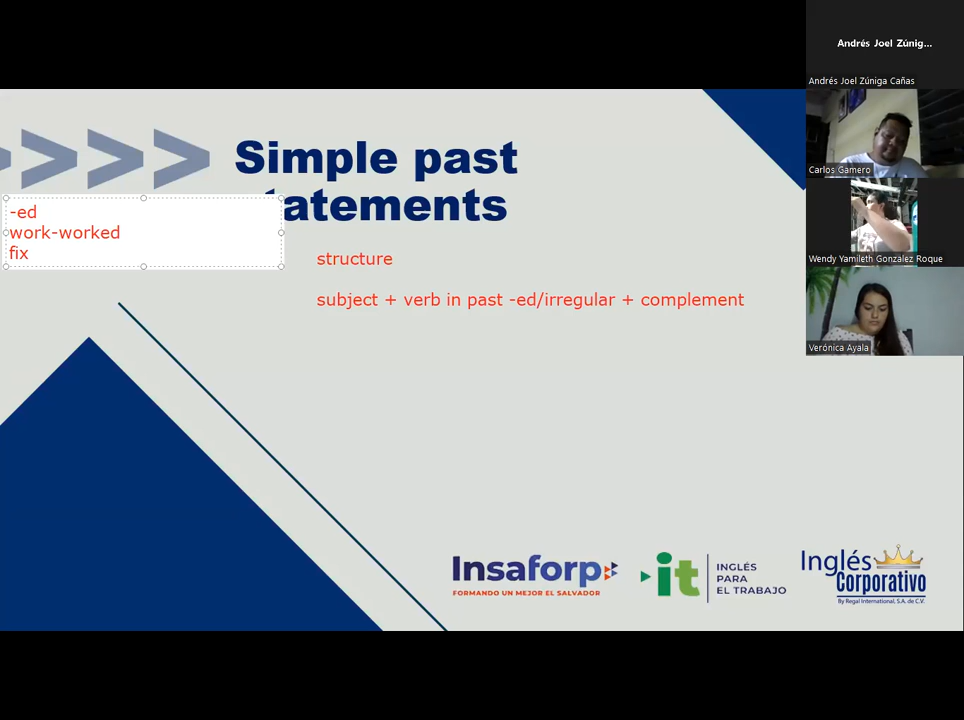 Andrés Joel Zúnig...
Andrés Joel Zúniga Cañas
Carlos Gamero
Wendy Yamileth González Roque
Verónica Ayala
Simple past
atements
-ed
work-worked
fix
structure
subject + verb in past -ed/irregular + complement
Insaforp
FORMANDO UN MEJOR EL SALVADOR
it
INGLÉS
PARA
EL TRABAJO
Inglés
Corporativo
By Regal International, S.A. de C.V.